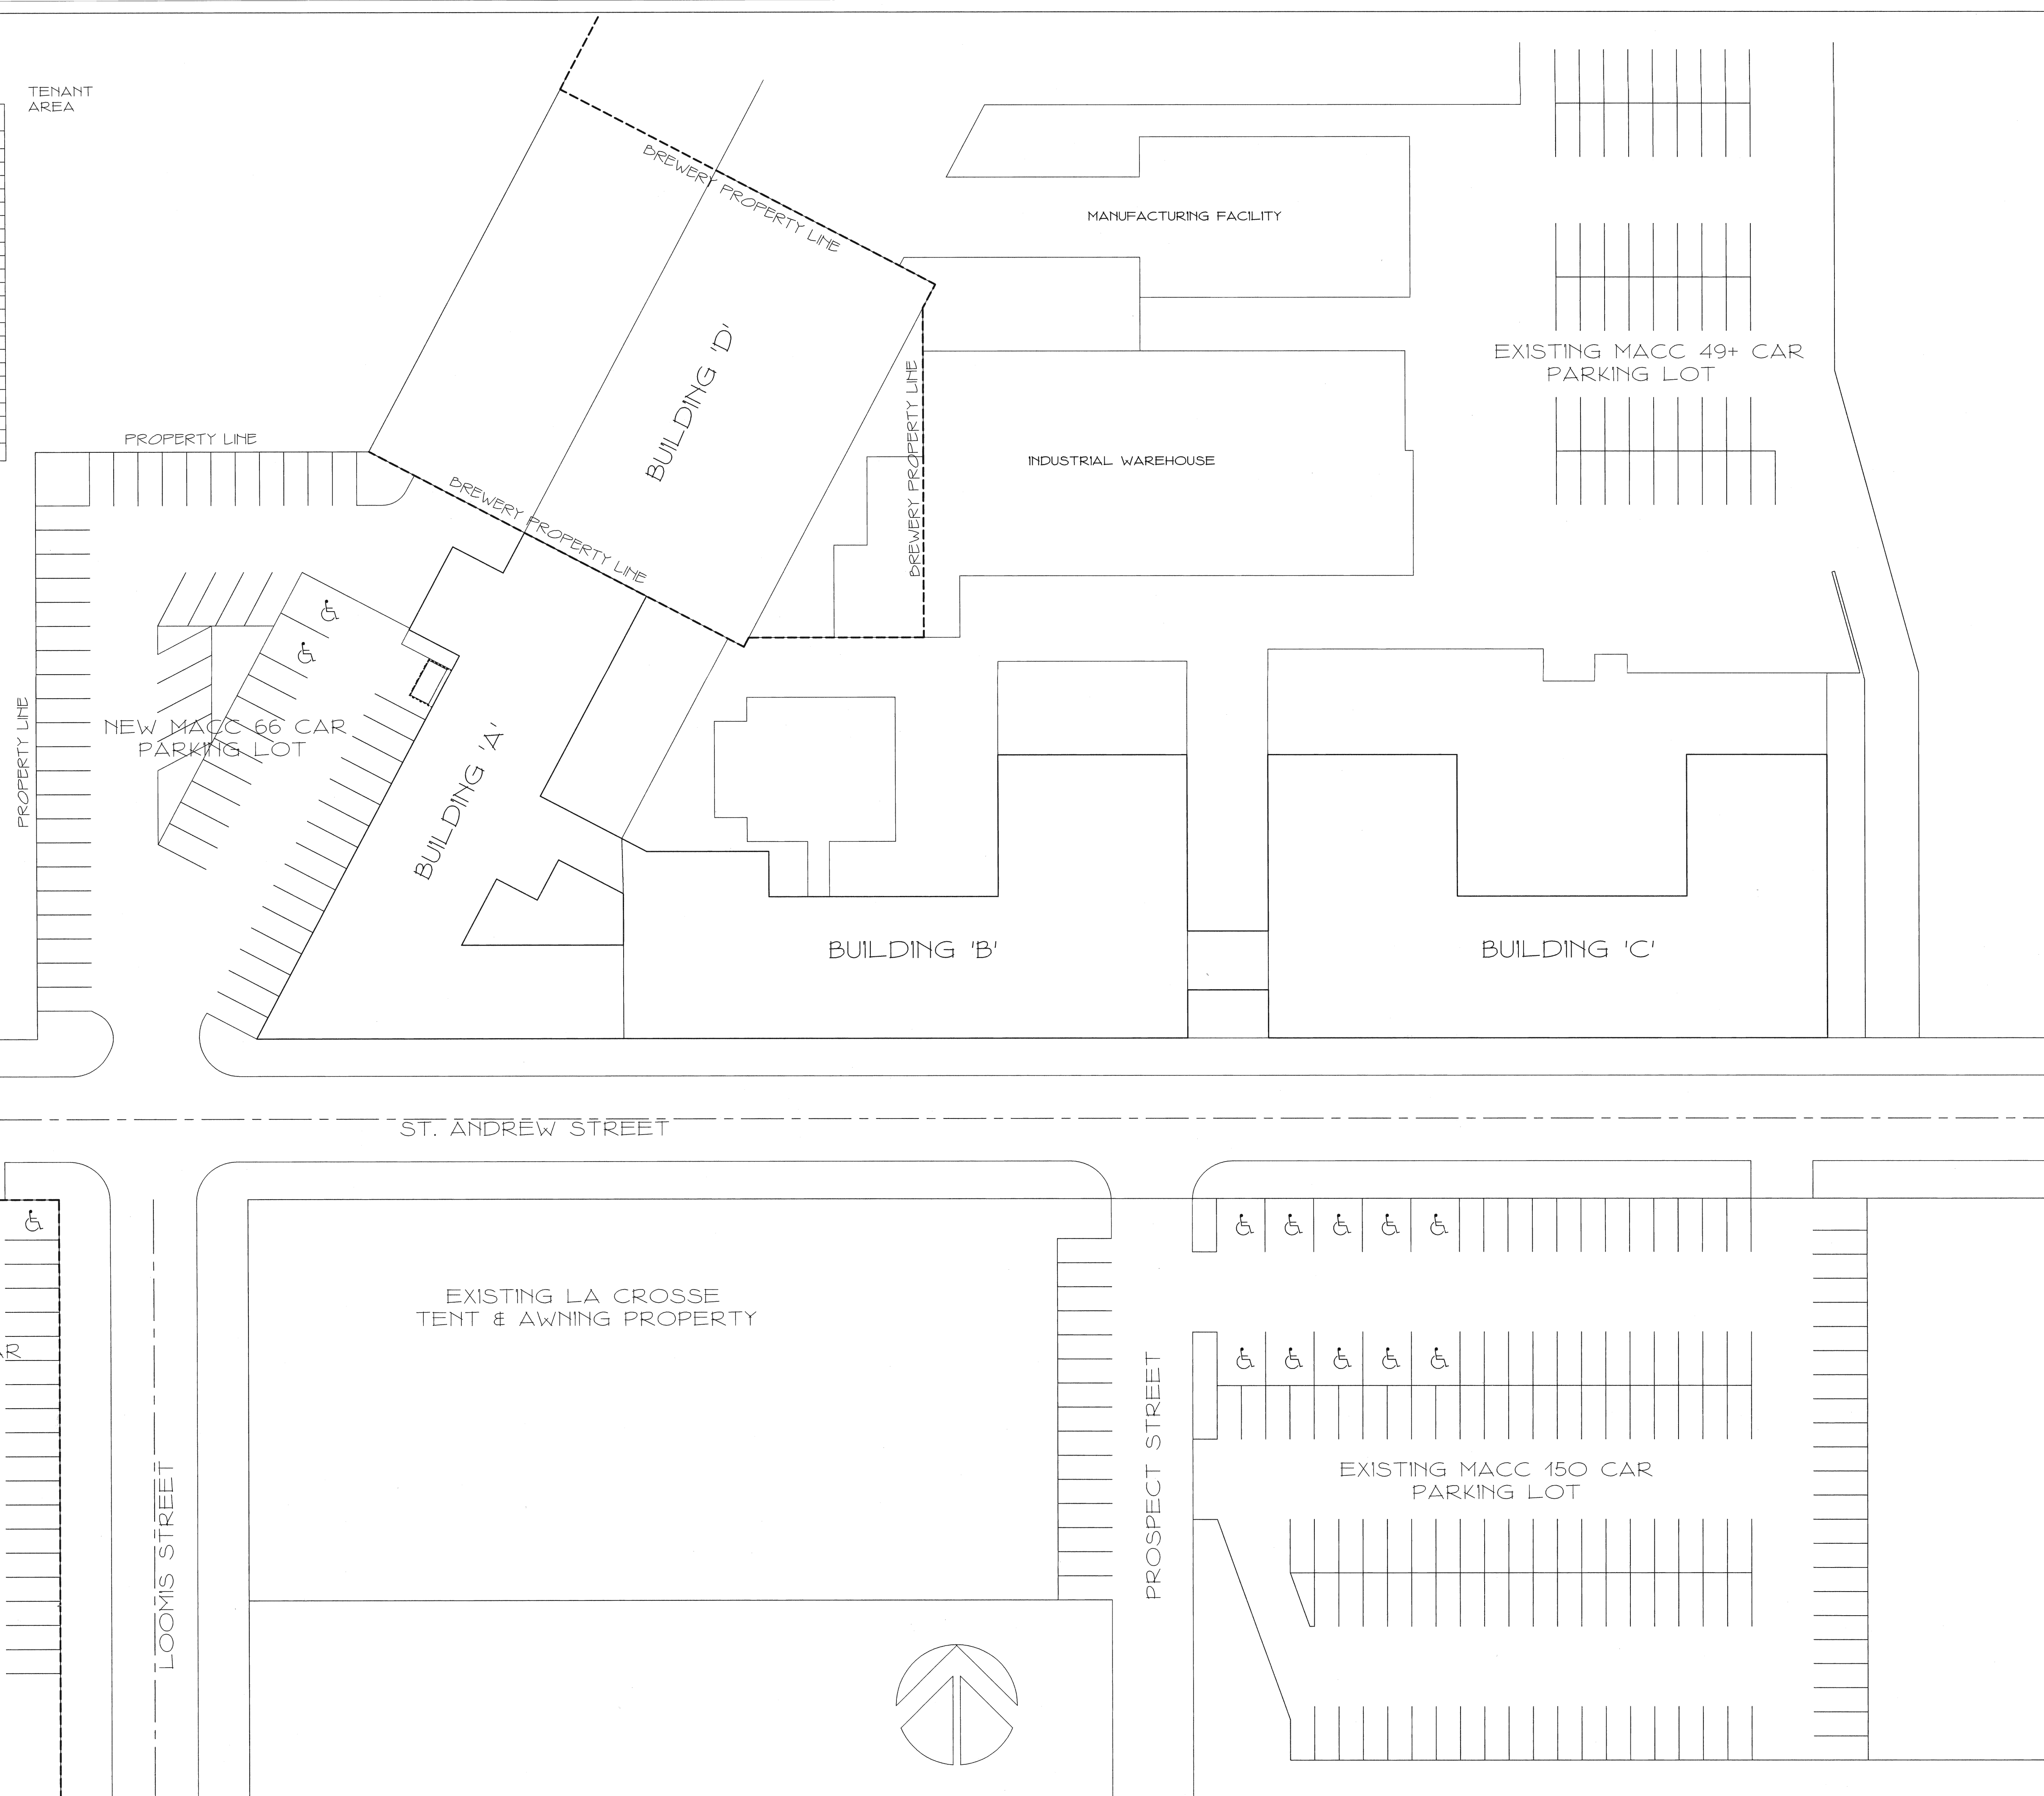 TENANT
AREA
BREWERY PROPERTY LINE
MANUFACTURING FACILITY
EXISTING MACC 49+ CAR
PARKING LOT
BUILDING 'D'
BREWERY PROPERTY LINE
INDUSTRIAL WAREHOUSE
PROPERTY LINE
BREWERY PROPERTY LINE
PROPERTY LINE
NEW MACC 66 CAR
PARKING LOT
BUILDING 'A'
BUILDING 'B'
BUILDING 'C'
ST. ANDREW STREET
EXISTING LA CROSSE
TENT & AWNING PROPERTY
PROSPECT STREET
EXISTING MACC 150 CAR
PARKING LOT
LOOMIS STREET